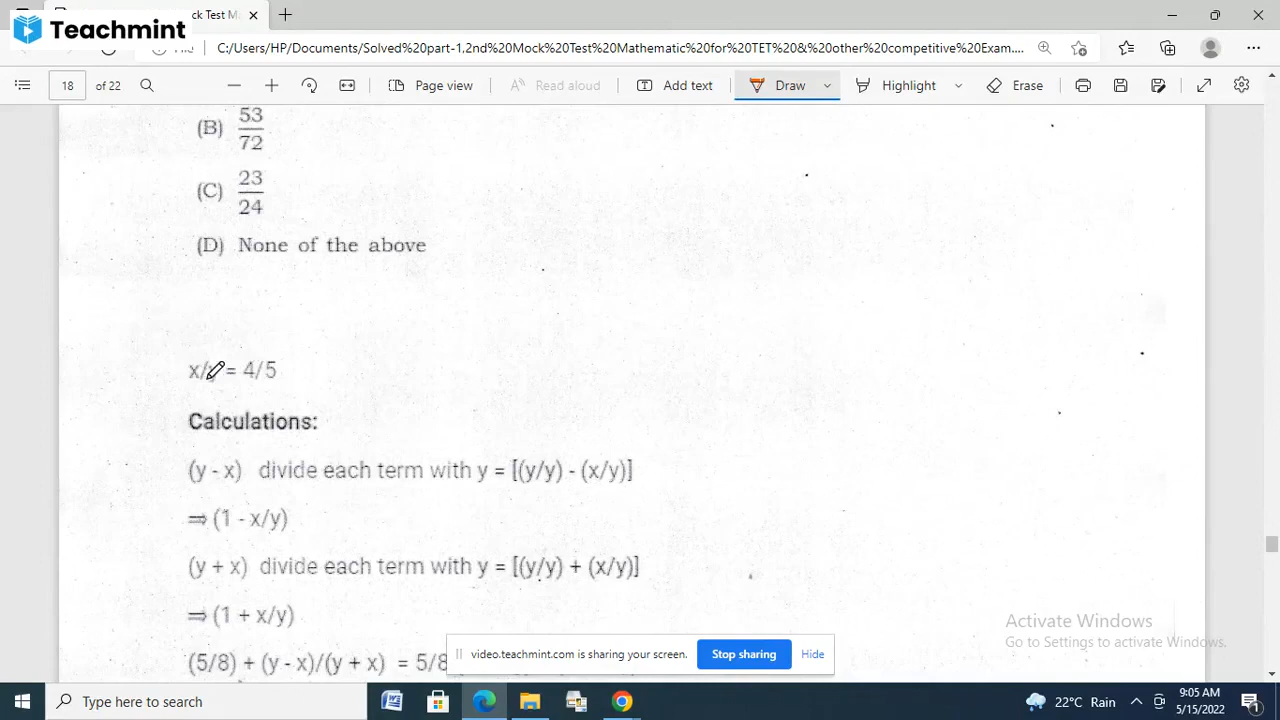 Teachmint
ck Test Ma
C:/Users/HP/Documents/Solved%20part-1,2nd%20Mock%20Test%20Mathematic%20for%20TET%20&%20other%20competitive%20Exam....
18 of 22
Page view
Read aloud
Add text
Draw
Highlight
Erase
(B) 53/72
(C) 23/24
(D) None of the above
x/ = 4/5
Calculations:
(y - x) divide each term with y = [(y/y) - (x/y)]
⇒ (1 - x/y)
(y + x) divide each term with y = [(y/y) + (x/y)]
⇒ (1 + x/y)
(5/8) + (y - x)/(y + x) = 5/8
Activate Windows
Go to Settings to activate Windows.
video.teachmint.com is sharing your screen.
Stop sharing
Hide
Type here to search
22°C Rain
9:05 AM
5/15/2022